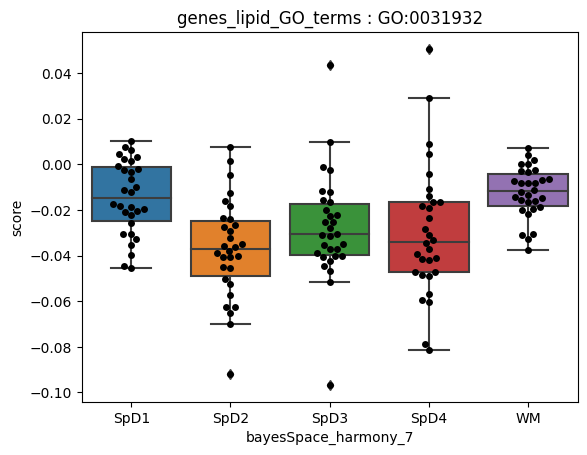 genes_lipid_GO_terms : GO:0031932
0.04
0.02
0.00
−0.02
−0.04
−0.06
−0.08
−0.10
score
SpD1 SpD2 SpD3 SpD4 WM
bayesSpace_harmony_7